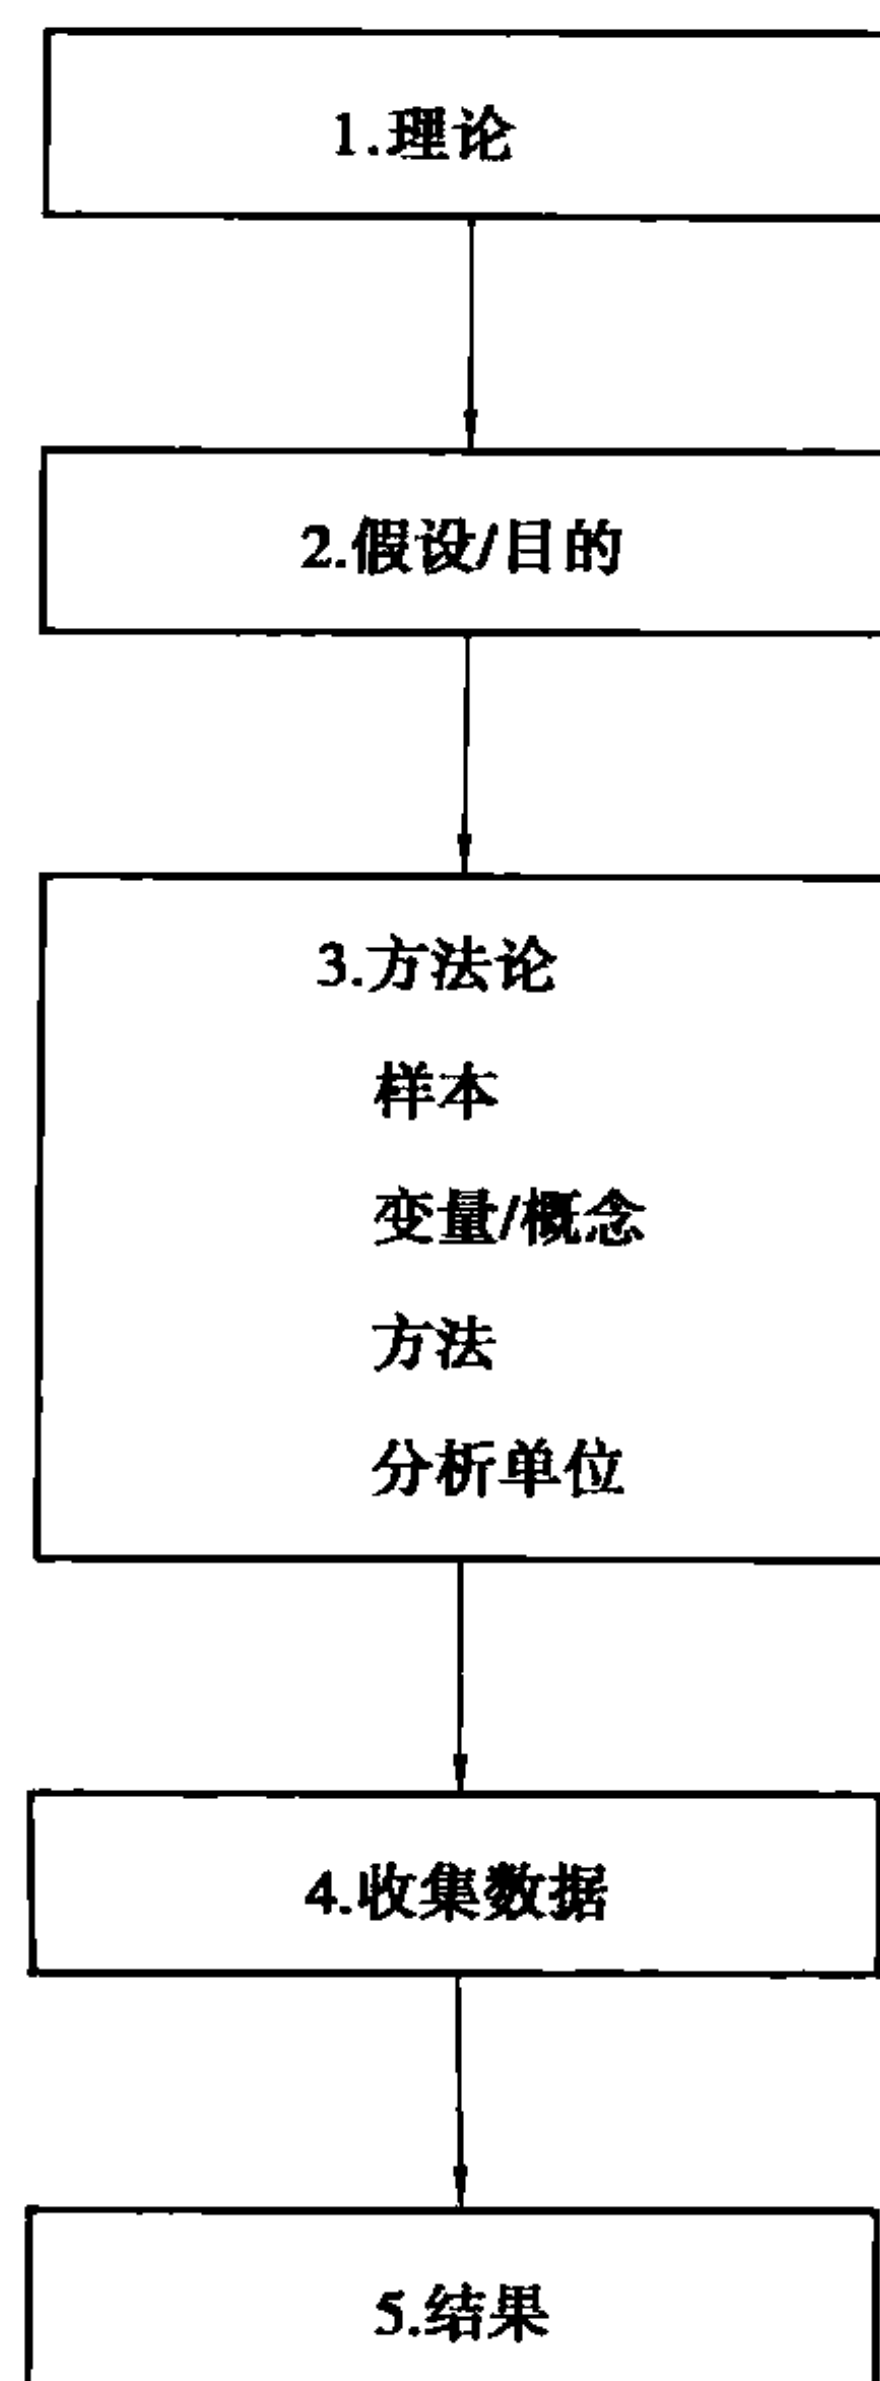 1.理论
2.假设/目的
3.方法论
样本
变量/概念
方法
分析单位
4.收集数据
5.结果